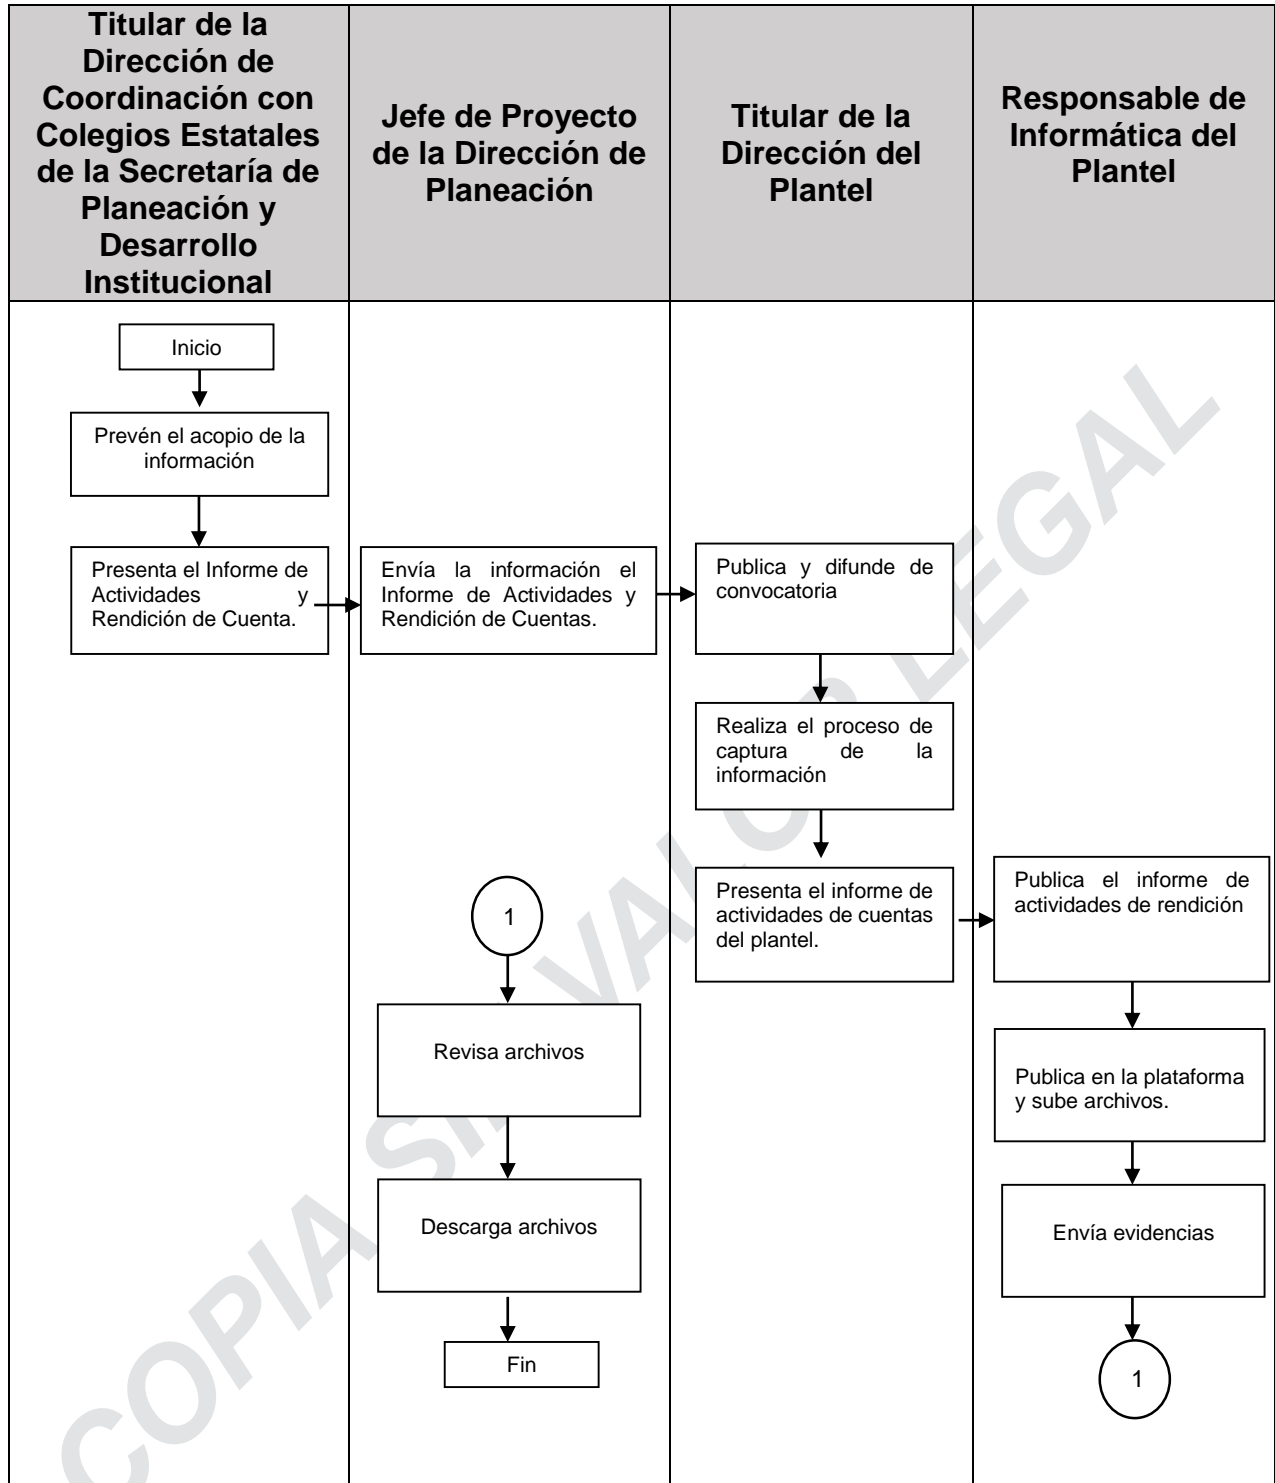 Titular de la
Dirección de
Coordinación con
Colegios Estatales
de la Secretaría de
Planeación y
Desarrollo
Institucional
Jefe de Proyecto
de la Dirección de
Planeación
Titular de la
Dirección del
Plantel
Responsable de
Informática del
Plantel
Inicio
Prevén el acopio de la
información
Presenta el Informe de
Actividades y
Rendición de Cuenta.
Envía la información el
Informe de Actividades y
Rendición de Cuentas.
Publica y difunde de
convocatoria
Realiza el proceso de
captura de la
información
Presenta el informe de
actividades de cuentas
del plantel.
Publica el informe de
actividades de rendición
Publica en la plataforma
y sube archivos.
Envía evidencias
1
1
Revisa archivos
Descarga archivos
Fin
COPIA SIN VALOR LEGAL